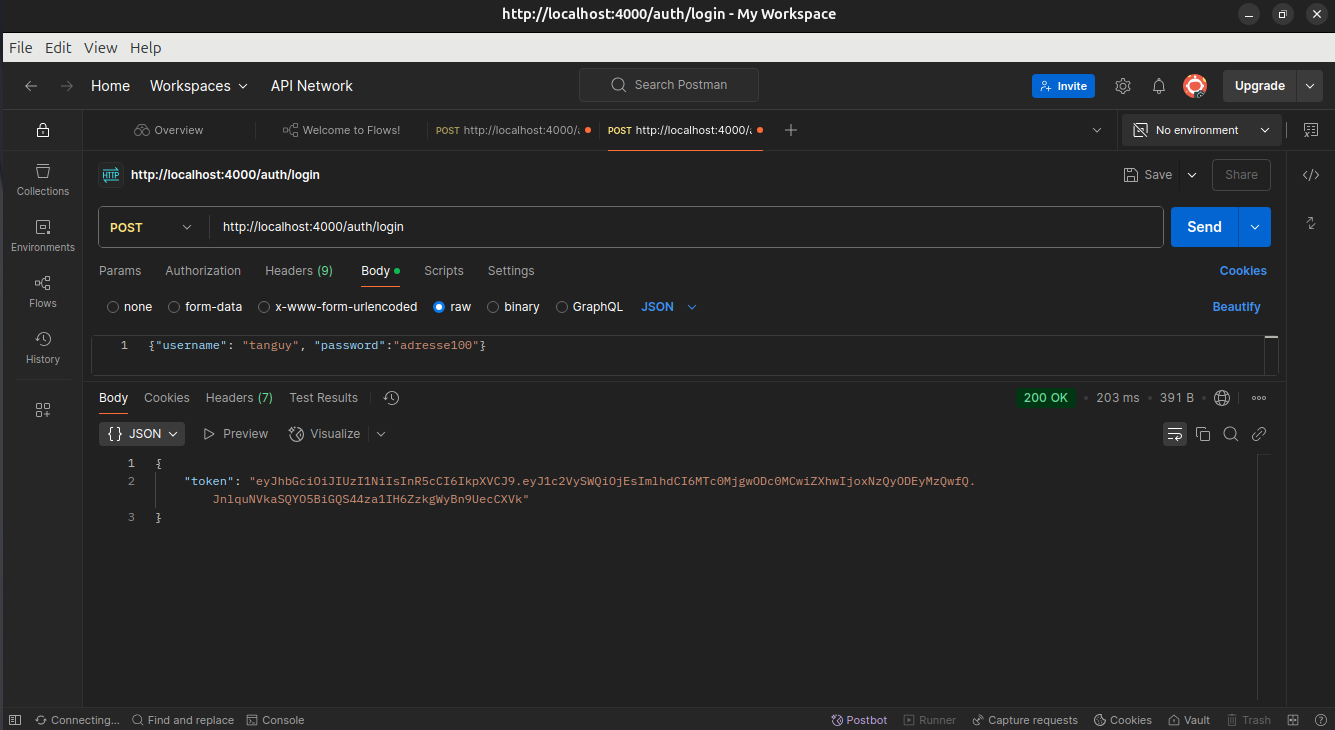 http://localhost:4000/auth/login - My Workspace
File Edit View Help
Home Workspaces API Network Search Postman Invite Upgrade
Overview Welcome to Flows! POST http://localhost:4000/a POST http://localhost:4000/a No environment
HTTP http://localhost:4000/auth/login Save Share
Collections
POST http://localhost:4000/auth/login Send
Environments
Params Authorization Headers (9) Body Scripts Settings Cookies
Flows
none form-data x-www-form-urlencoded raw binary GraphQL JSON Beautify
History
1 {"username": "tanguy", "password":"adresse100"}
Body Cookies Headers (7) Test Results 200 OK 203 ms 391 B
{} JSON Preview Visualize
1 {
2 "token": "eyJhbGciOiJIUzI1NiIsInR5cCI6IkpXVCJ9.eyJ1c2VySWQiOjEsImlhdCI6MTc0MjgwODc0MCwiZXhwIjoxNzQyODEyMzQwfQ.
JnlquNVkaSQYO5BiGQS44za1IH6ZzkgWyBn9UecCXVk"
3 }
Connecting... Find and replace Console Postbot Runner Capture requests Cookies Vault Trash